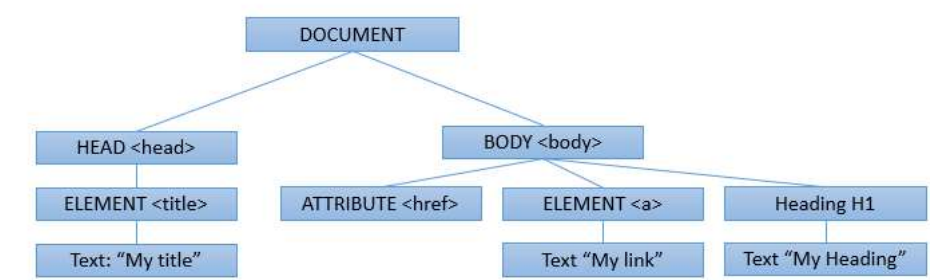 DOCUMENT
HEAD <head>
BODY <body>
ELEMENT <title>
ATTRIBUTE <href>
ELEMENT <a>
Heading H1
Text: “My title”
Text “My link”
Text “My Heading”